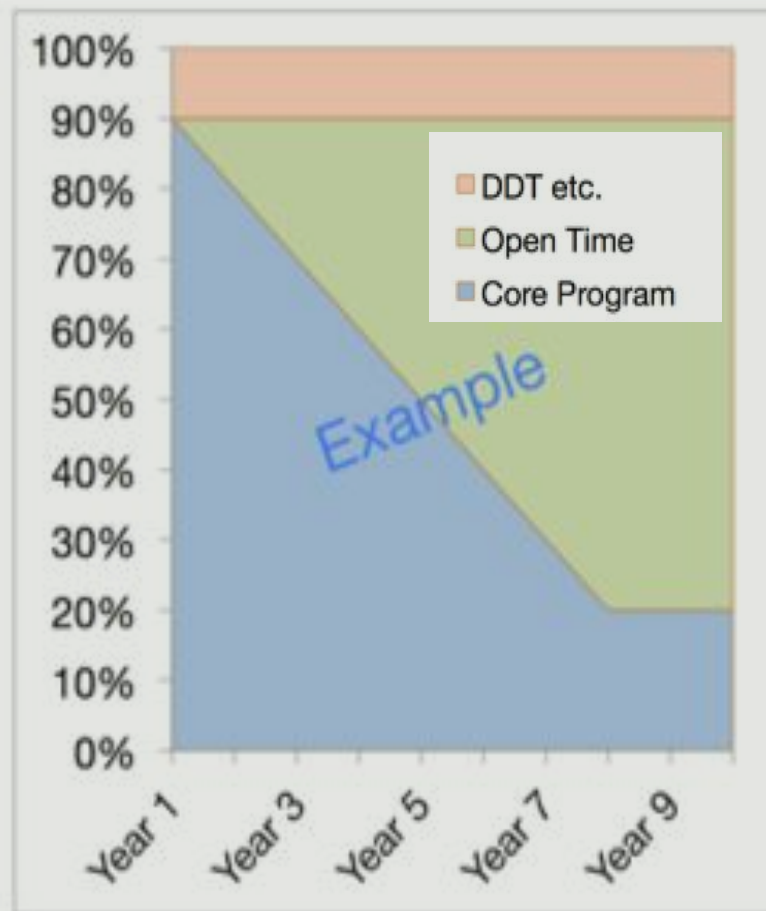 100%
90%
80%
70%
60%
50%
40%
30%
20%
10%
0%
DDT etc.
Open Time
Core Program
Example
Year 1
Year 3
Year 5
Year 7
Year 9